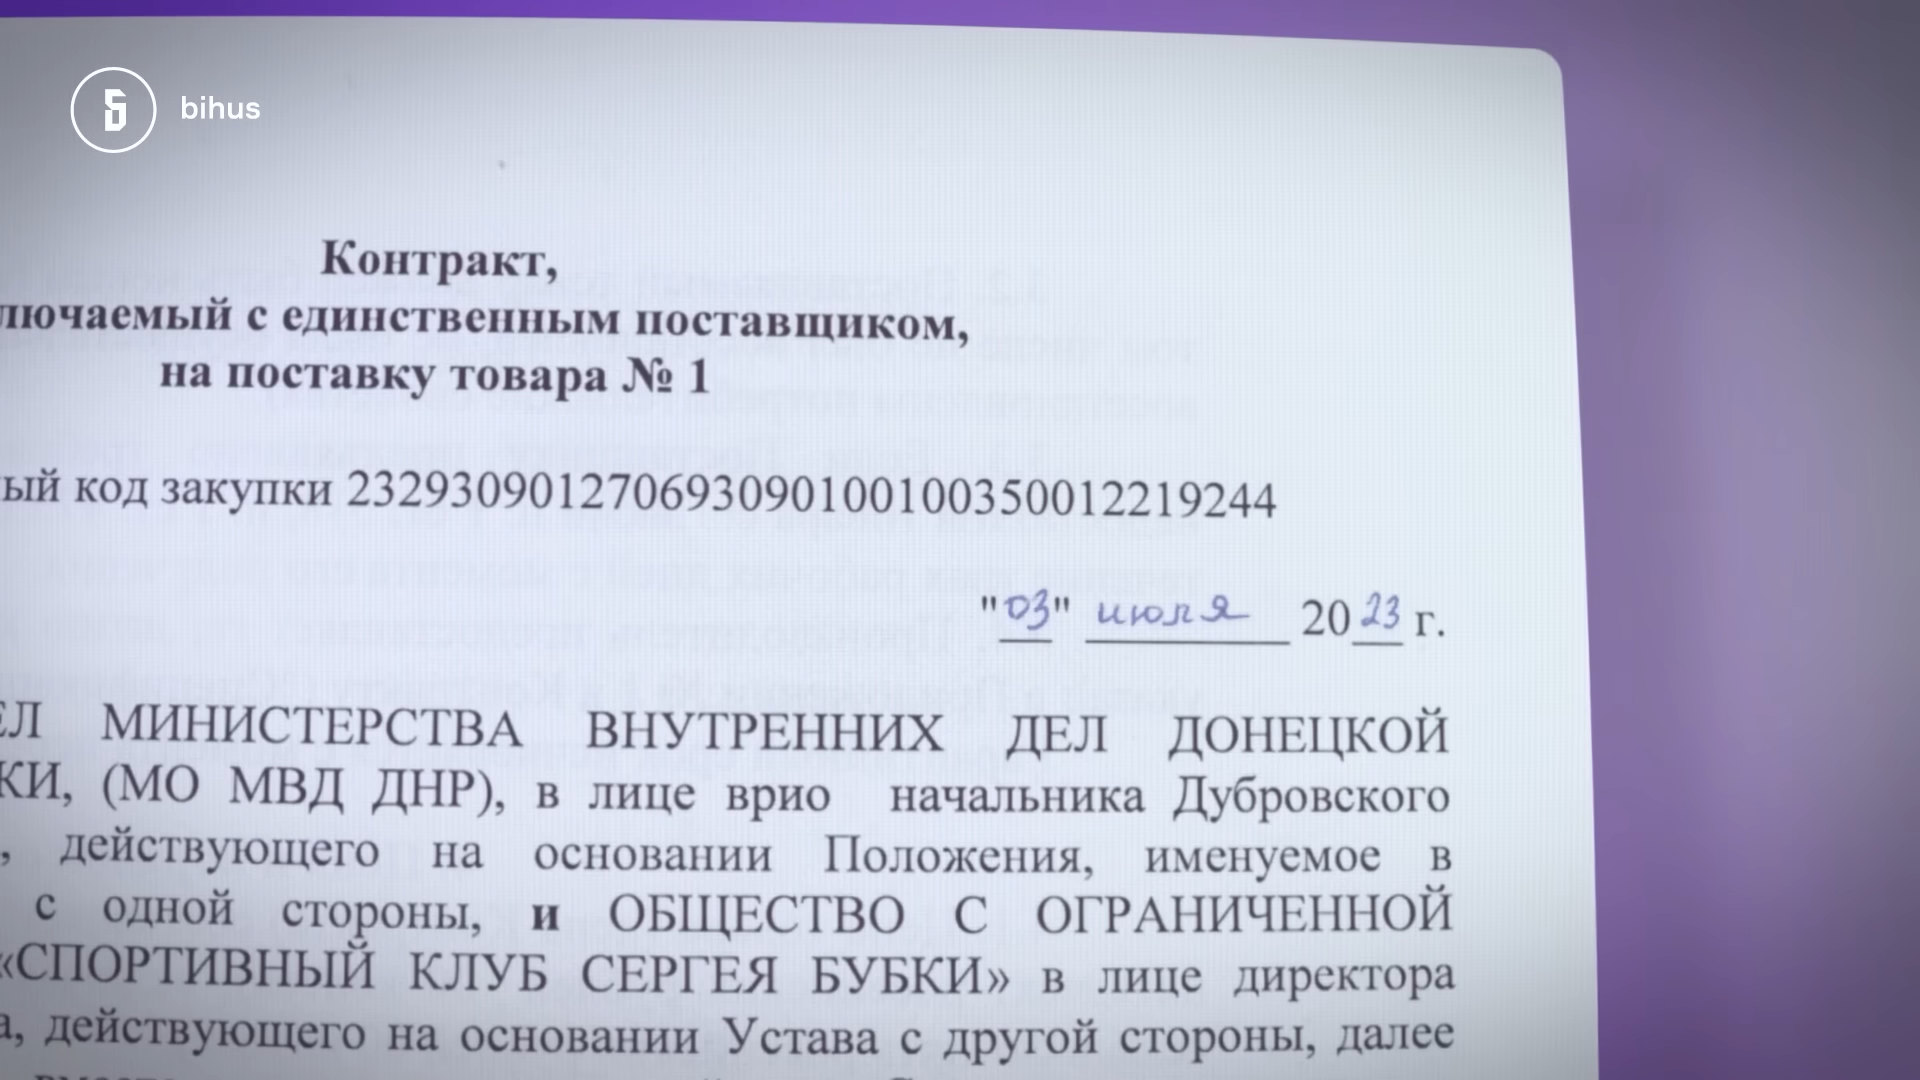 bihus
Контракт,
лючаемый с единственным поставщиком,
на поставку товара № 1
ый код закупки 232930901270693090100100350012219244
"03" июля 2023 г.
ЕЛ МИНИСТЕРСТВА ВНУТРЕННИХ ДЕЛ ДОНЕЦКОЙ
КИ, (МО МВД ДНР), в лице врио начальника Дубровского
, действующего на основании Положения, именуемое в
с одной стороны, и ОБЩЕСТВО С ОГРАНИЧЕННОЙ
«СПОРТИВНЫЙ КЛУБ СЕРГЕЯ БУБКИ» в лице директора
а, действующего на основании Устава с другой стороны, далее